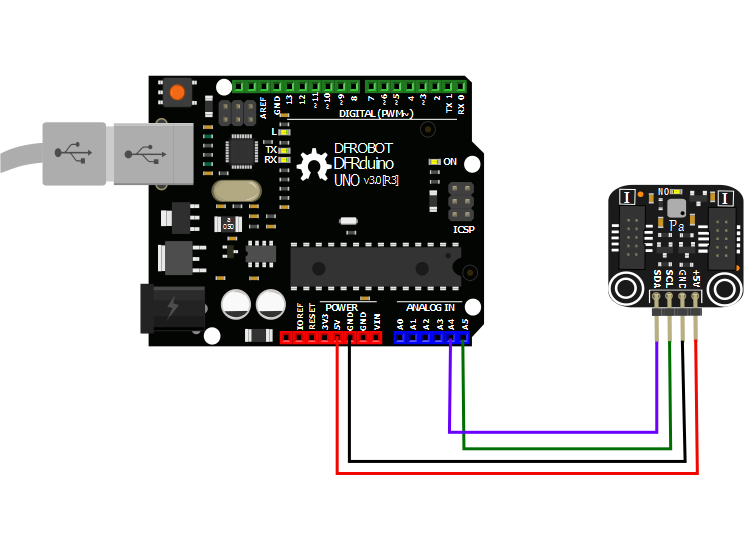 AREF
GND
13
12
~11
~10
~9
8
7
~6
~5
4
~3
2
TX 1
RX 0
DIGITAL (PWM~)
L
TX
RX
DFROBOT
DFRduino
UNO v3.0[R3]
ON
ICSP
POWER
ANALOG IN
IOREF
RESET
3V3
5V
GND
GND
VIN
A0
A1
A2
A3
A4
A5
I
NO
I
Pa
SDA
SCL
GND
+5V